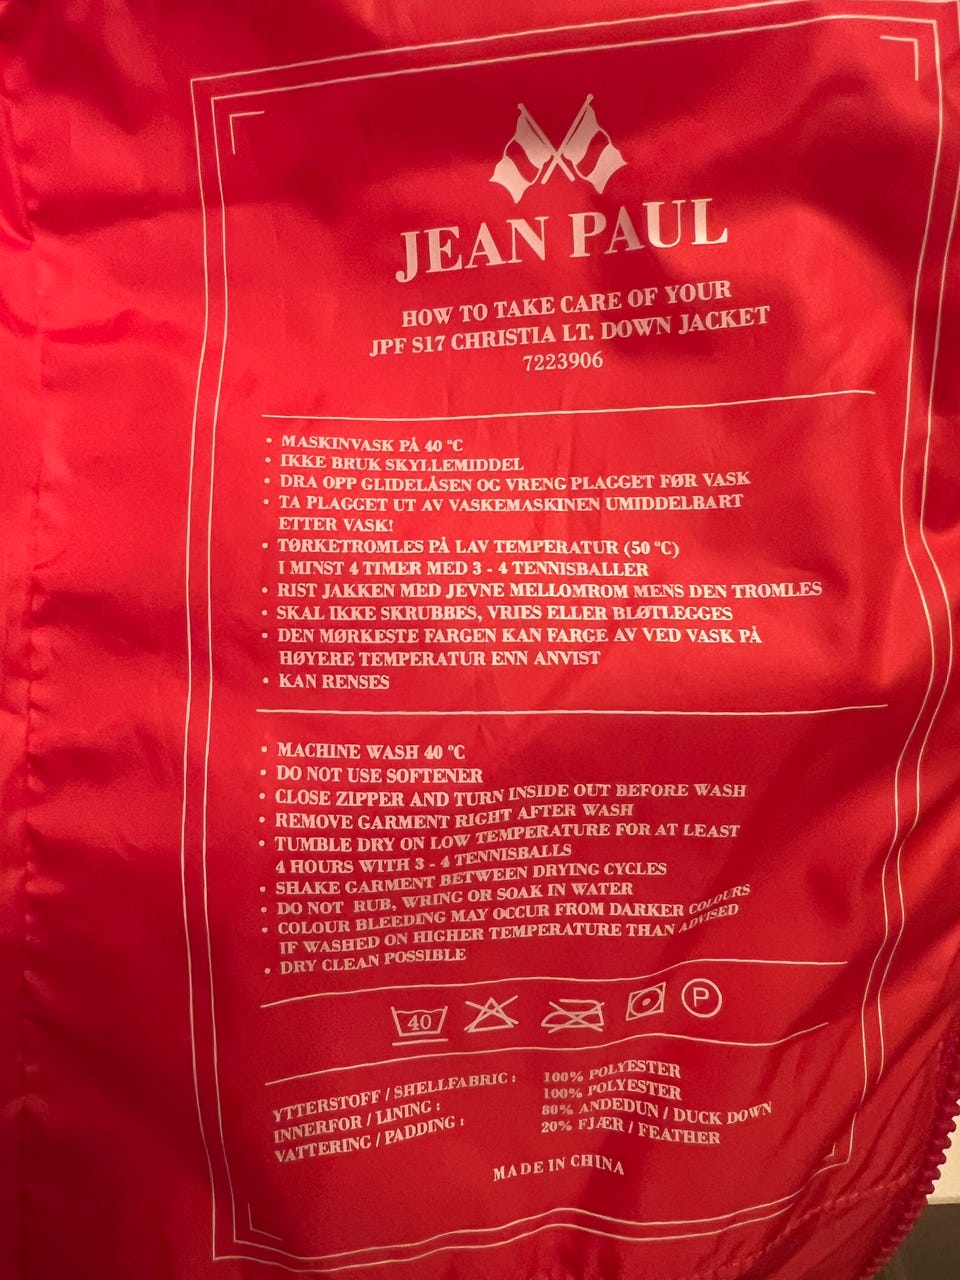 JEAN PAUL
HOW TO TAKE CARE OF YOUR
JPF S17 CHRISTIA LT. DOWN JACKET
7223906
• MASKINVASK PÅ 40 °C
• IKKE BRUK SKYLLEMIDDEL
• DRA OPP GLIDELÅSEN OG VRENG PLAGGET FØR VASK
• TA PLAGGET UT AV VASKEMASKINEN UMIDDELBART
ETTER VASK!
• TØRKETROMLES PÅ LAV TEMPERATUR (50 °C)
I MINST 4 TIMER MED 3 - 4 TENNISBALLER
• RIST JAKKEN MED JEVNE MELLOMROM MENS DEN TROMLES
• SKAL IKKE SKRUBBES, VRIES ELLER BLØTLEGGES
• DEN MØRKESTE FARGEN KAN FARGE AV VED VASK PÅ
HØYERE TEMPERATUR ENN ANVIST
• KAN RENSES
• MACHINE WASH 40 °C
• DO NOT USE SOFTENER
• CLOSE ZIPPER AND TURN INSIDE OUT BEFORE WASH
• REMOVE GARMENT RIGHT AFTER WASH
• TUMBLE DRY ON LOW TEMPERATURE FOR AT LEAST
4 HOURS WITH 3 - 4 TENNISBALLS
• SHAKE GARMENT BETWEEN DRYING CYCLES
• DO NOT RUB, WRING OR SOAK IN WATER
• COLOUR BLEEDING MAY OCCUR FROM DARKER COLOURS
IF WASHED ON HIGHER TEMPERATURE THAN ADVISED
• DRY CLEAN POSSIBLE
40 P
YTTERSTOFF / SHELLFABRIC : 100% POLYESTER
INNERFOR / LINING : 100% POLYESTER
VATTERING / PADDING : 80% ANDEDUN / DUCK DOWN
20% FJÆR / FEATHER
MADE IN CHINA